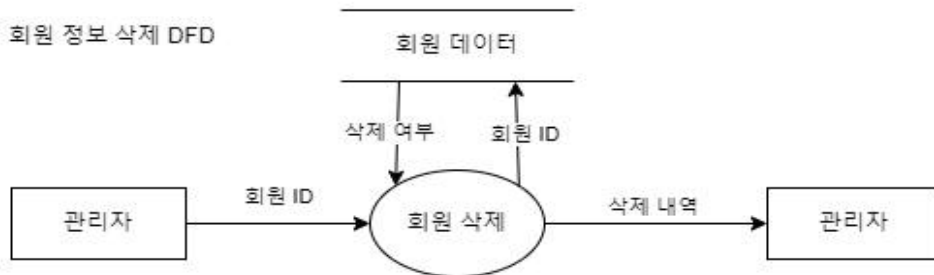 회원 정보 삭제 DFD
회원 데이터
삭제 여부
회원 ID
관리자
회원 ID
회원 삭제
삭제 내역
관리자